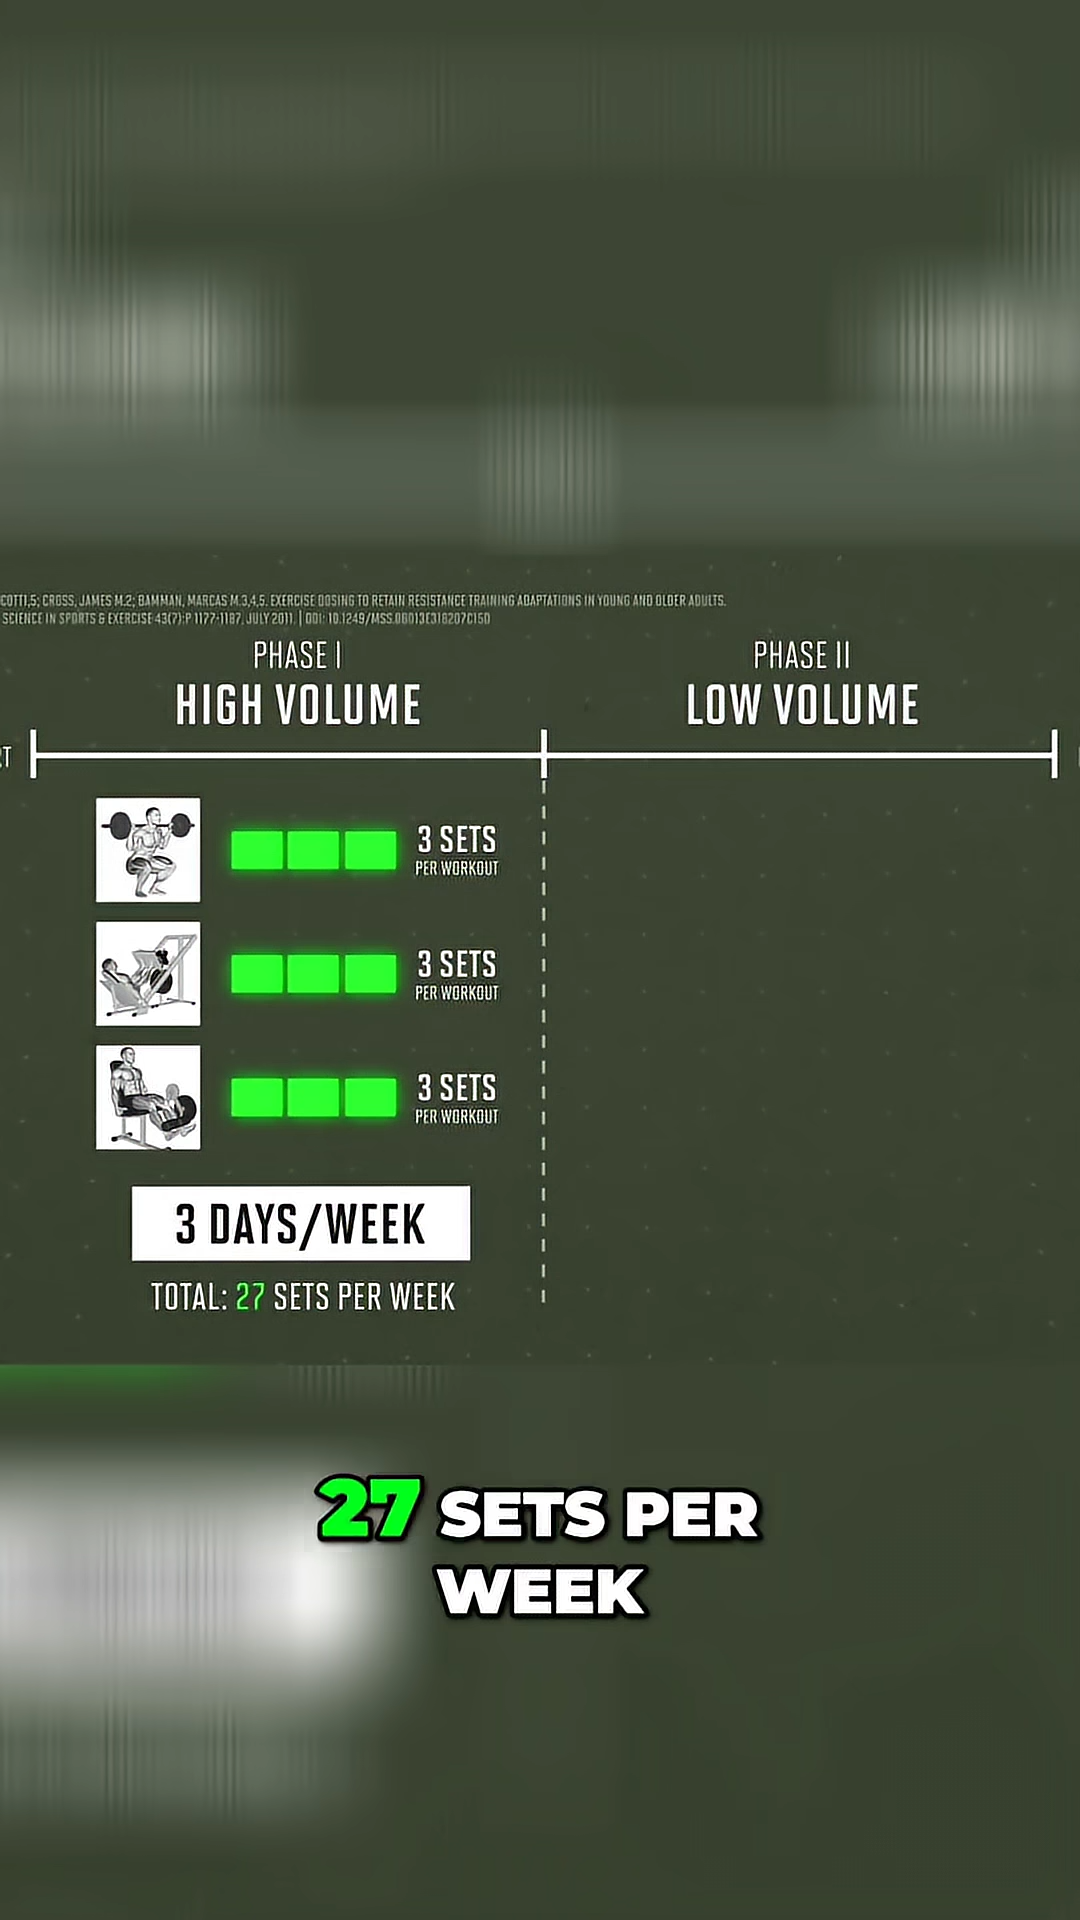 COTTI,5; CROSS, JAMES M.2; BAMMAN, MARCAS M.3,4,5. EXERCISE DOSING TO RETAIN RESISTANCE TRAINING ADAPTATIONS IN YOUNG AND OLDER ADULTS.
SCIENCE IN SPORTS & EXERCISE 43(7):P 1177-1187, JULY 2011. | DOI: 10.1249/MSS.0B013E318207C15D
PHASE I
HIGH VOLUME
PHASE II
LOW VOLUME
RT
3 SETS
PER WORKOUT
3 SETS
PER WORKOUT
3 SETS
PER WORKOUT
3 DAYS/WEEK
TOTAL: 27 SETS PER WEEK
27 SETS PER
WEEK